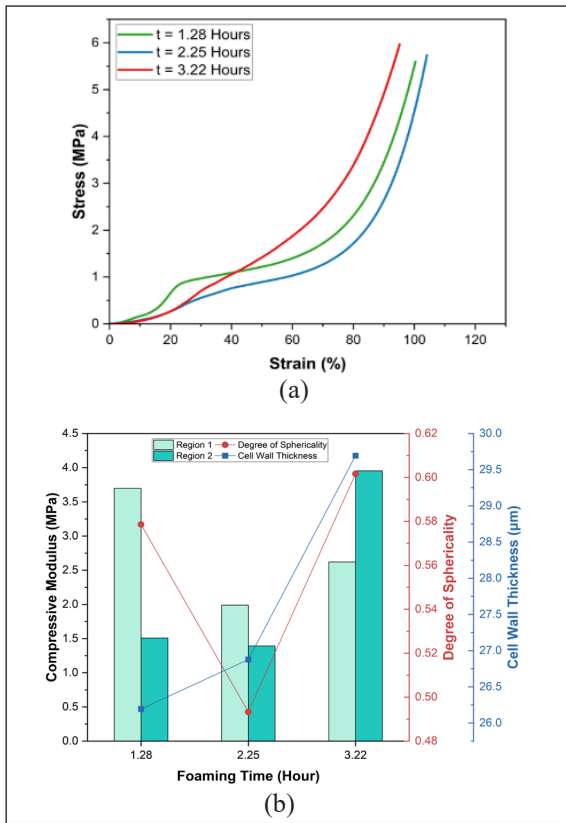 (a)
t = 1.28 Hours
t = 2.25 Hours
t = 3.22 Hours
6
5
4
3
2
1
0
Stress (MPa)
0 20 40 60 80 100 120
Strain (%)
(a)
Region 1 Degree of Sphericality
Region 2 Cell Wall Thickness
4.5
4.0
3.5
3.0
2.5
2.0
1.5
1.0
0.5
0.0
Compressive Modulus (MPa)
0.62
0.60
0.58
0.56
0.54
0.52
0.50
0.48
Degree of Sphericality
30.0
29.5
29.0
28.5
28.0
27.5
27.0
26.5
26.0
Cell Wall Thickness (µm)
1.28 2.25 3.22
Foaming Time (Hour)
(b)